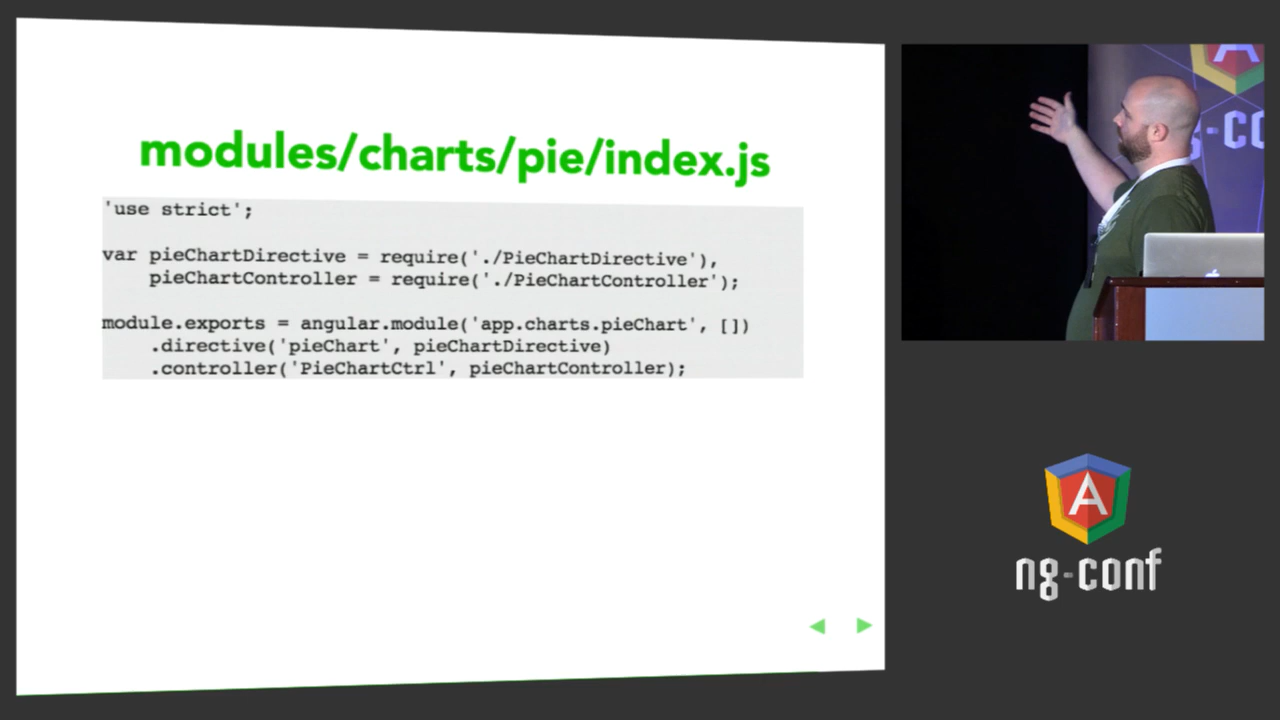 modules/charts/pie/index.js
'use strict';
var pieChartDirective = require('./PieChartDirective'),
pieChartController = require('./PieChartController');
module.exports = angular.module('app.charts.pieChart', [])
.directive('pieChart', pieChartDirective)
.controller('PieChartCtrl', pieChartController);
A
g-co
A
ng-conf